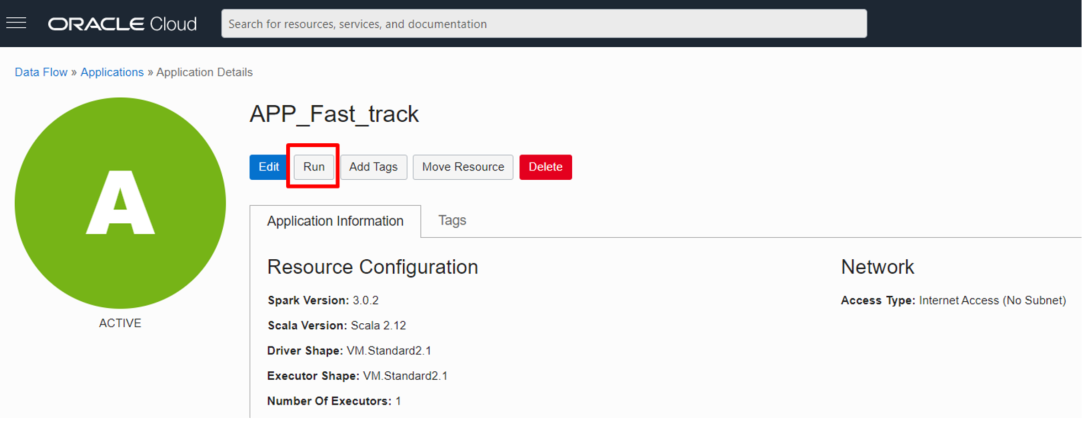 ORACLE Cloud
Search for resources, services, and documentation
Data Flow » Applications » Application Details
A
ACTIVE
APP_Fast_track
Edit Run Add Tags Move Resource Delete
Application Information Tags
Resource Configuration
Spark Version: 3.0.2
Scala Version: Scala 2.12
Driver Shape: VM.Standard2.1
Executor Shape: VM.Standard2.1
Number Of Executors: 1
Network
Access Type: Internet Access (No Subnet)